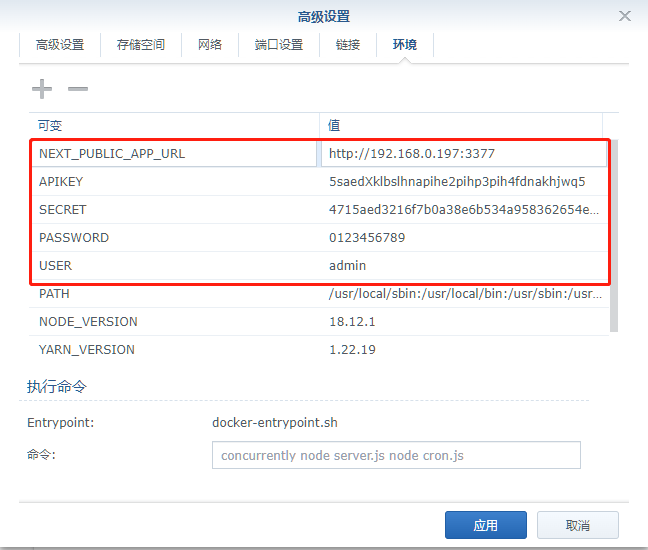 高级设置
高级设置 存储空间 网络 端口设置 链接 环境
可变 值
NEXT_PUBLIC_APP_URL http://192.168.0.197:3377
APIKEY 5saedXklbslhnapihe2pihp3pih4fdnakhjwq5
SECRET 4715aed3216f7b0a38e6b534a958362654e...
PASSWORD 0123456789
USER admin
PATH /usr/local/sbin:/usr/local/bin:/usr/sbin:/usr...
NODE_VERSION 18.12.1
YARN_VERSION 1.22.19
执行命令
Entrypoint: docker-entrypoint.sh
命令: concurrently node server.js node cron.js
应用 取消